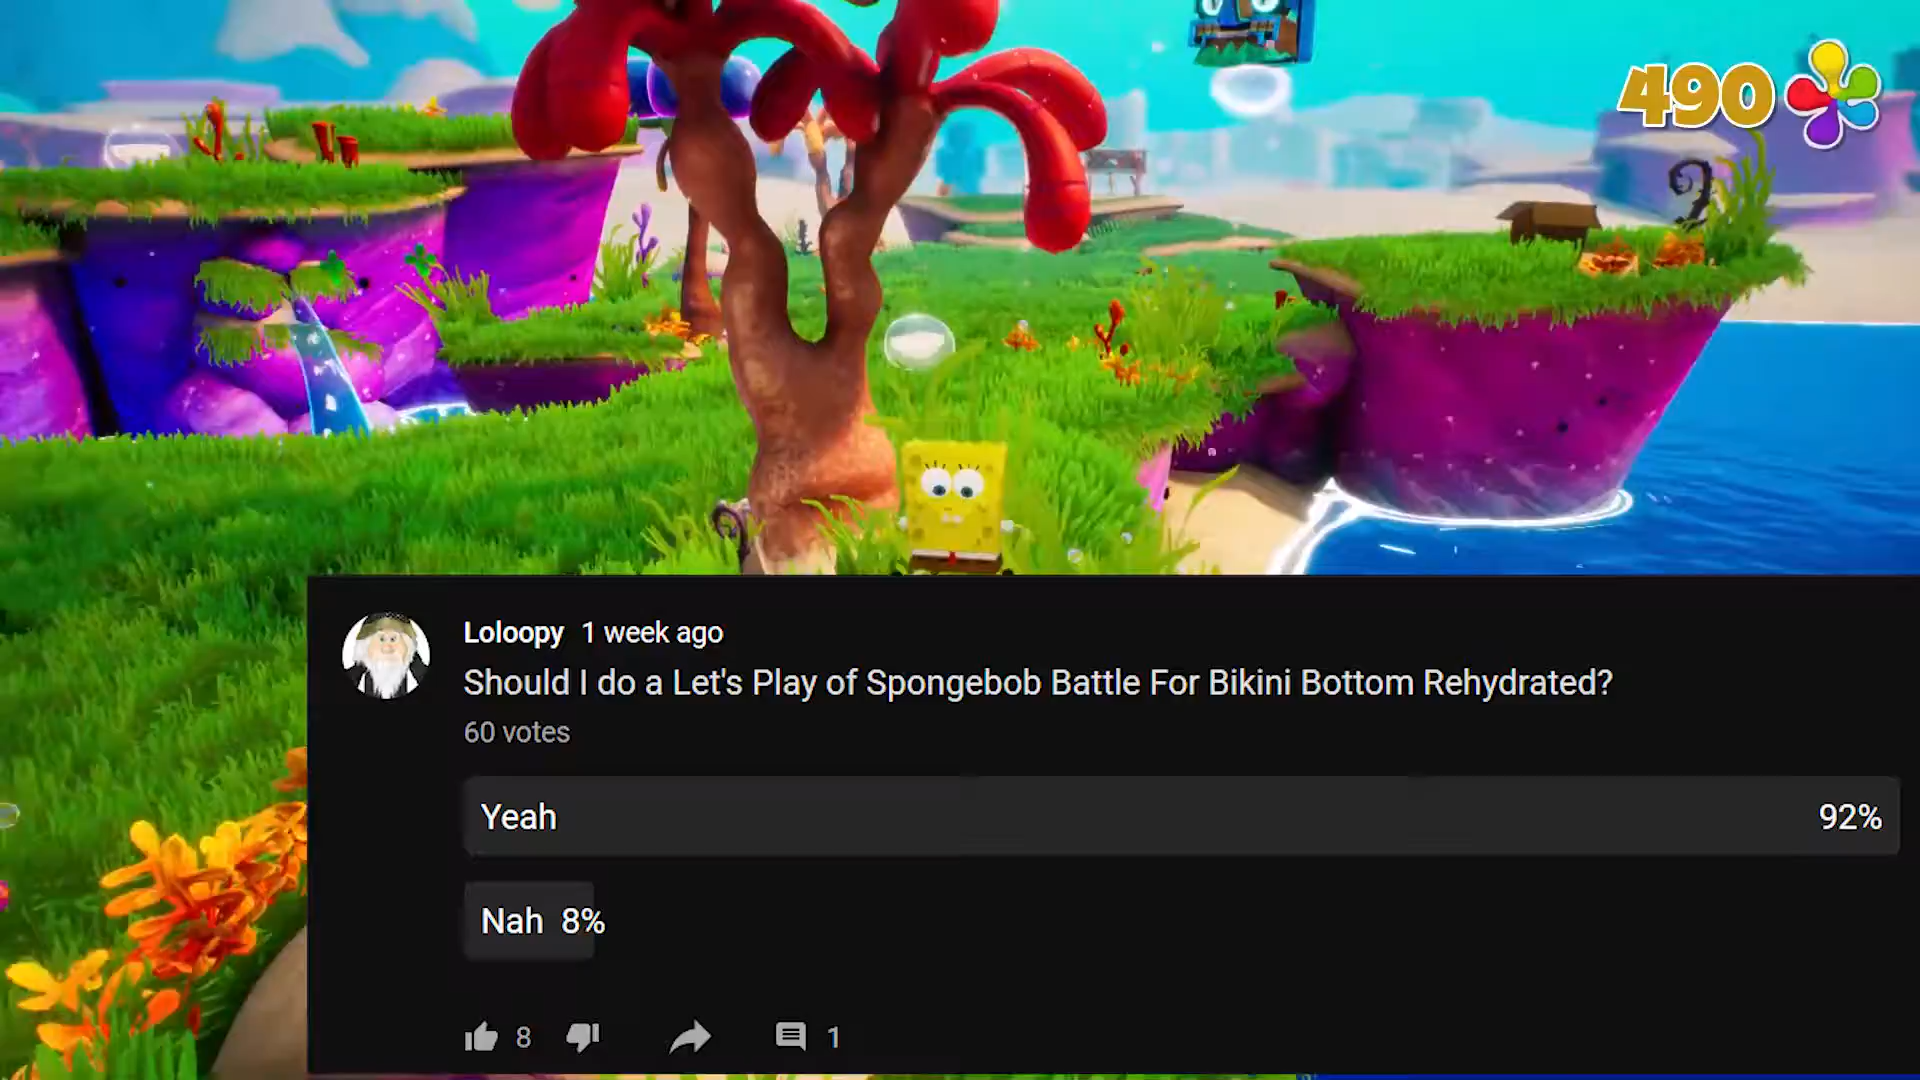 490
Loloopy 1 week ago
Should I do a Let's Play of Spongebob Battle For Bikini Bottom Rehydrated?
60 votes
Yeah 92%
Nah 8%
8 1